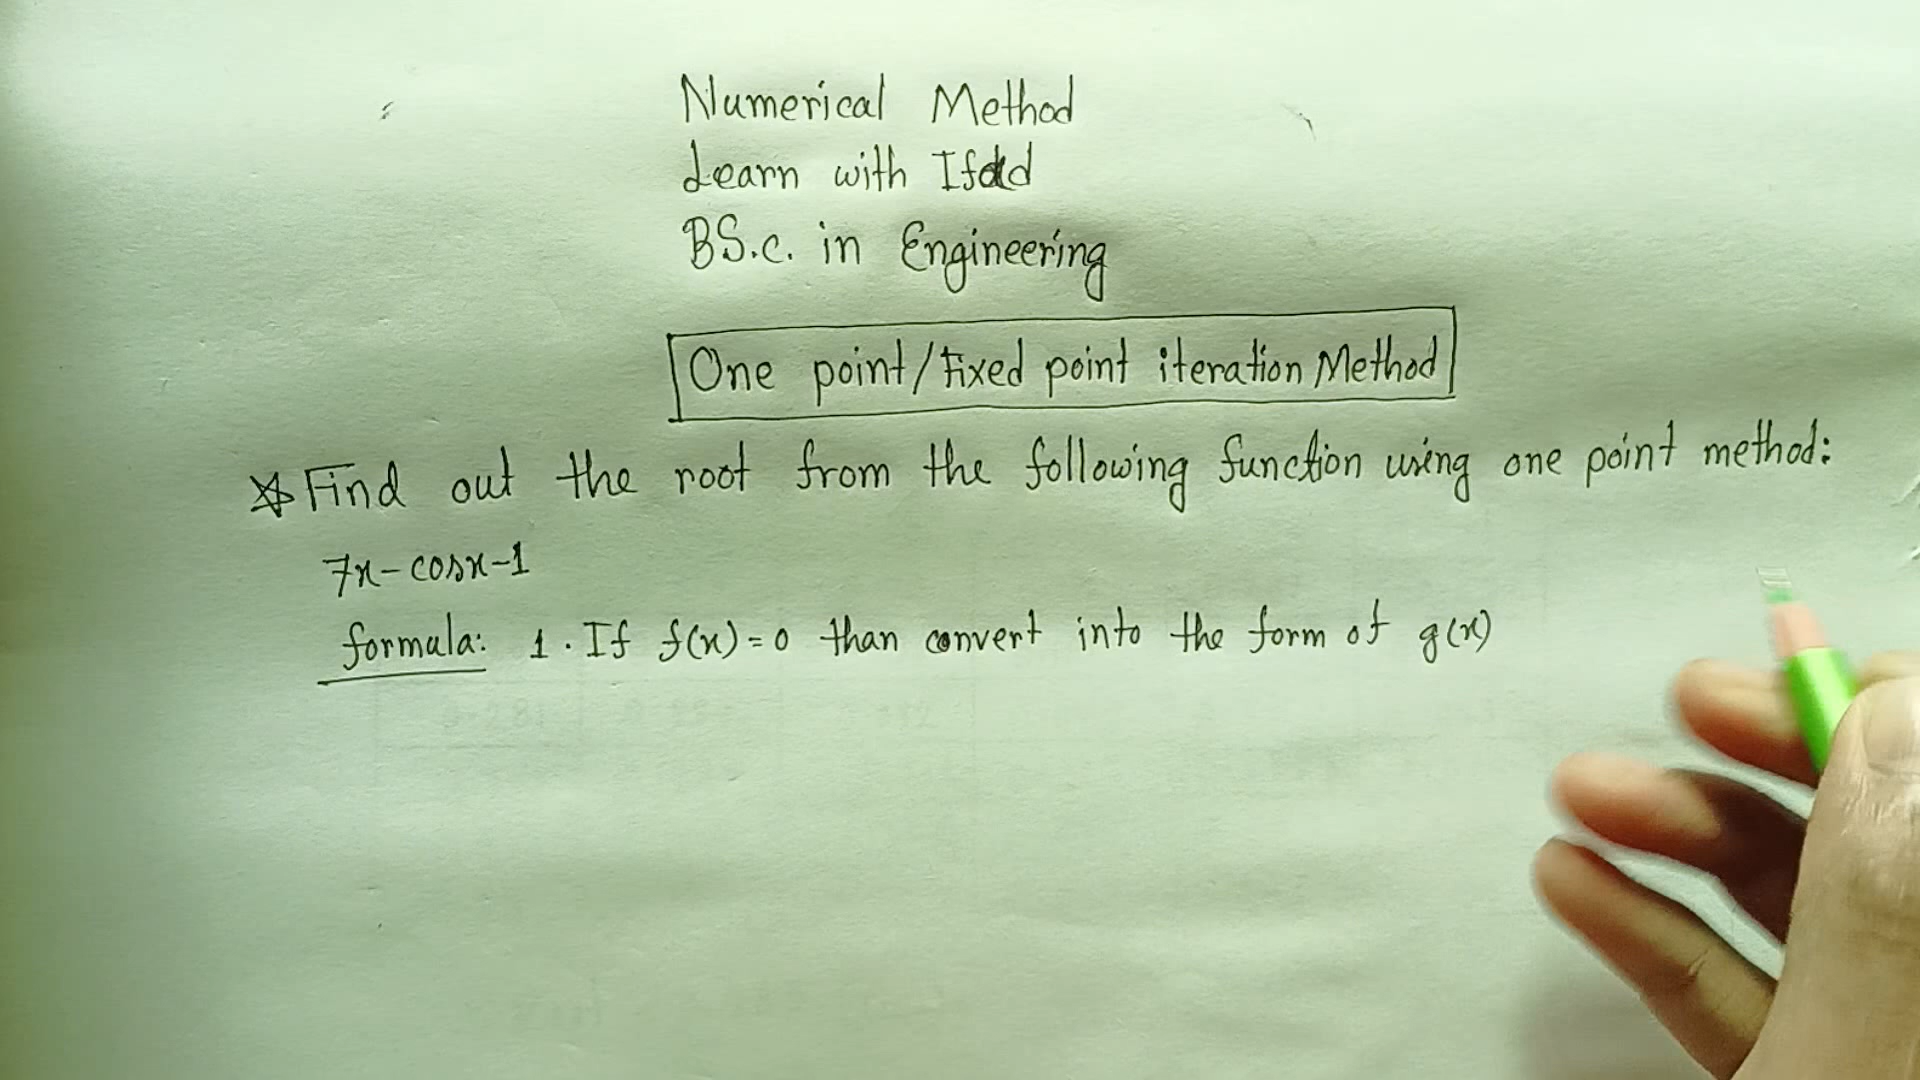 Numerical Method
Learn with Ifad
BS.c. in Engineering
One point/Fixed point iteration Method
Find out the root from the following function using one point method:
7x-cosx-1
formula: 1. If f(x)=0 than convert into the form of g(x)